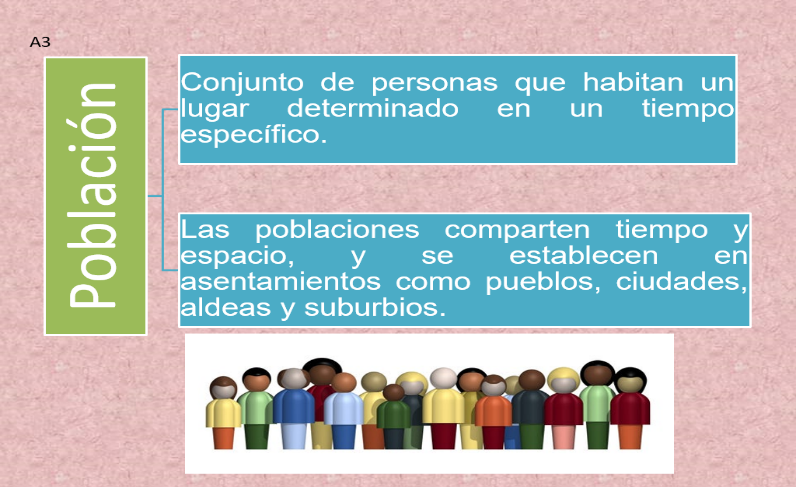 A3
Población
Conjunto de personas que habitan un
lugar determinado en un tiempo
específico.
Las poblaciones comparten tiempo y
espacio, y se establecen en
asentamientos como pueblos, ciudades,
aldeas y suburbios.